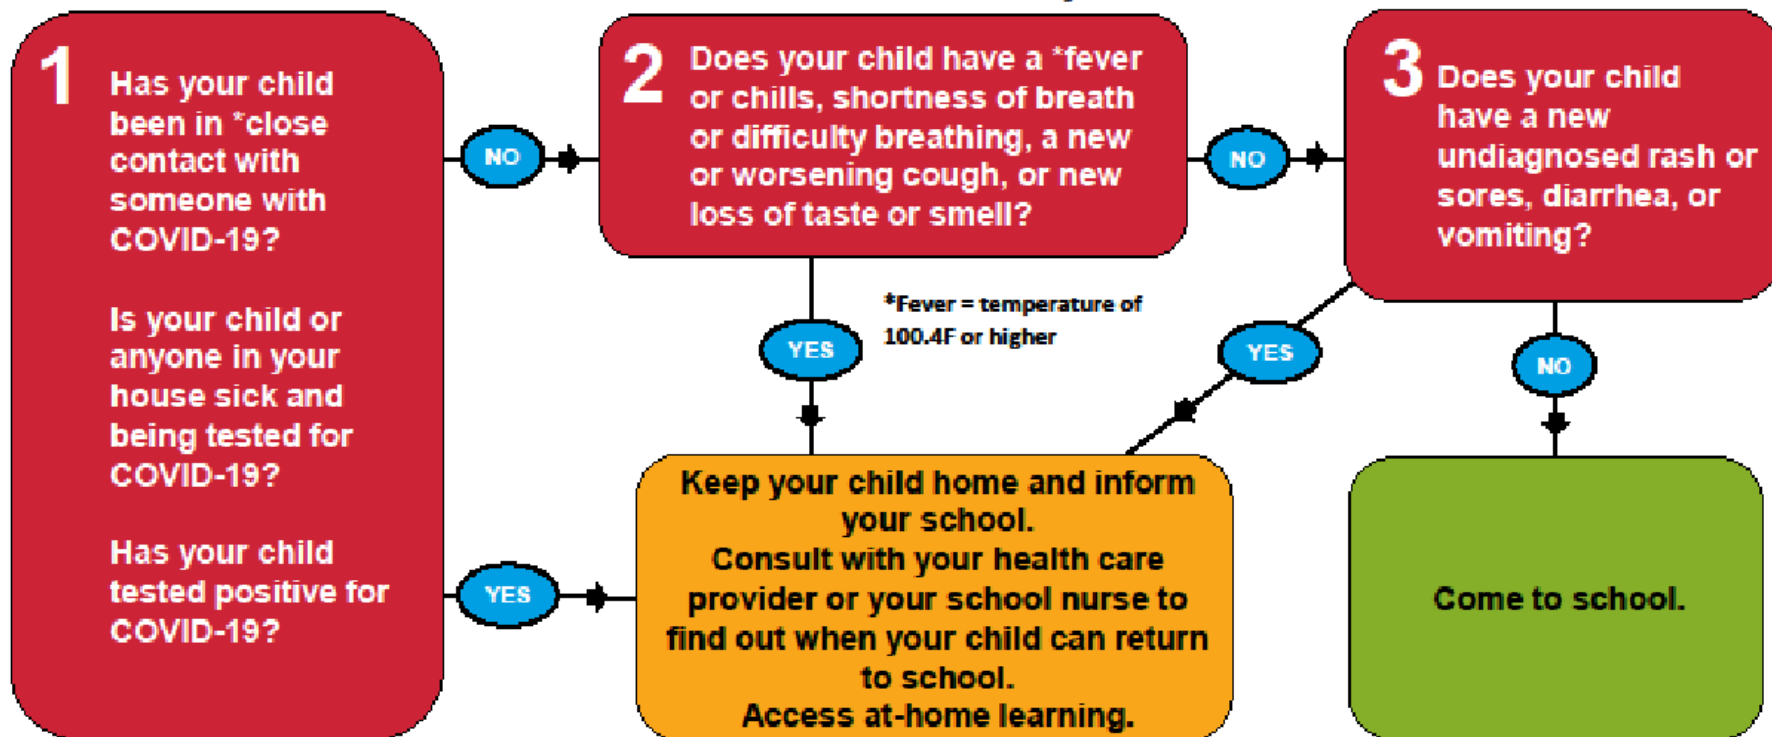 1
Has your child
been in *close
contact with
someone with
COVID-19?
Is your child or
anyone in your
house sick and
being tested for
COVID-19?
Has your child
tested positive for
COVID-19?
NO
YES
2
Does your child have a *fever
or chills, shortness of breath
or difficulty breathing, a new
or worsening cough, or new
loss of taste or smell?
NO
YES
*Fever = temperature of
100.4F or higher
3
Does your child
have a new
undiagnosed rash or
sores, diarrhea, or
vomiting?
YES
NO
Keep your child home and inform
your school.
Consult with your health care
provider or your school nurse to
find out when your child can return
to school.
Access at-home learning.
Come to school.